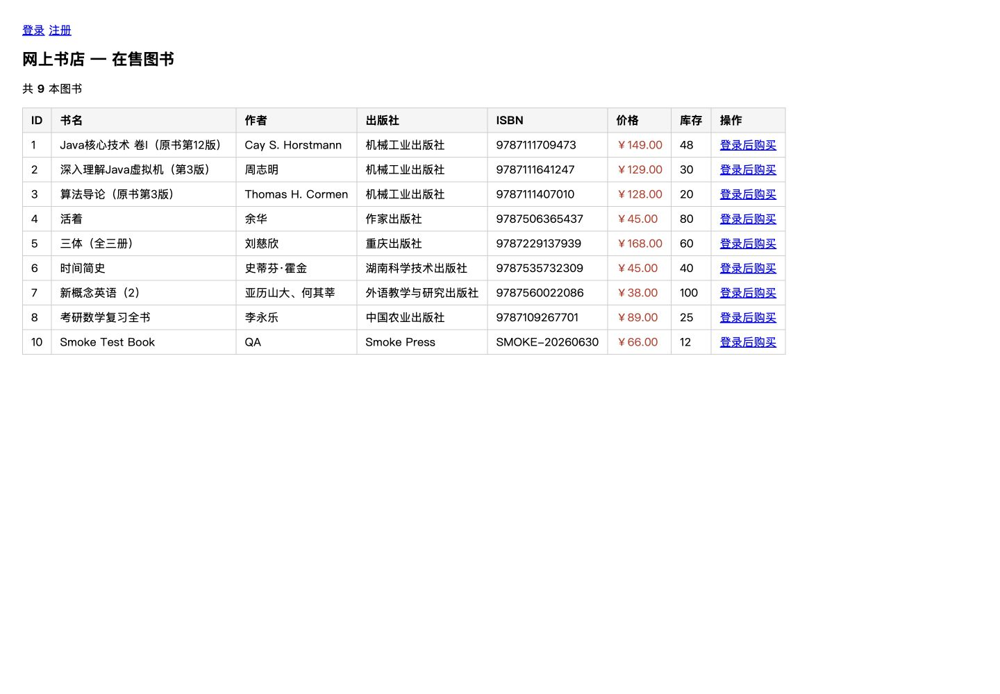 登录 注册
网上书店 — 在售图书
共 9 本图书
ID 书名 作者 出版社 ISBN 价格 库存 操作
1 Java核心技术 卷I（原书第12版） Cay S. Horstmann 机械工业出版社 9787111709473 ￥149.00 48 登录后购买
2 深入理解Java虚拟机（第3版） 周志明 机械工业出版社 9787111641247 ￥129.00 30 登录后购买
3 算法导论（原书第3版） Thomas H. Cormen 机械工业出版社 9787111407010 ￥128.00 20 登录后购买
4 活着 余华 作家出版社 9787506365437 ￥45.00 80 登录后购买
5 三体（全三册） 刘慈欣 重庆出版社 9787229137939 ￥168.00 60 登录后购买
6 时间简史 史蒂芬·霍金 湖南科学技术出版社 9787535732309 ￥45.00 40 登录后购买
7 新概念英语（2） 亚历山大、何其莘 外语教学与研究出版社 9787560022086 ￥38.00 100 登录后购买
8 考研数学复习全书 李永乐 中国农业出版社 9787109267701 ￥89.00 25 登录后购买
10 Smoke Test Book QA Smoke Press SMOKE-20260630 ￥66.00 12 登录后购买